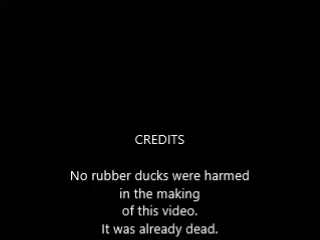 CREDITS
No rubber ducks were harmed
in the making
of this video.
It was already dead.